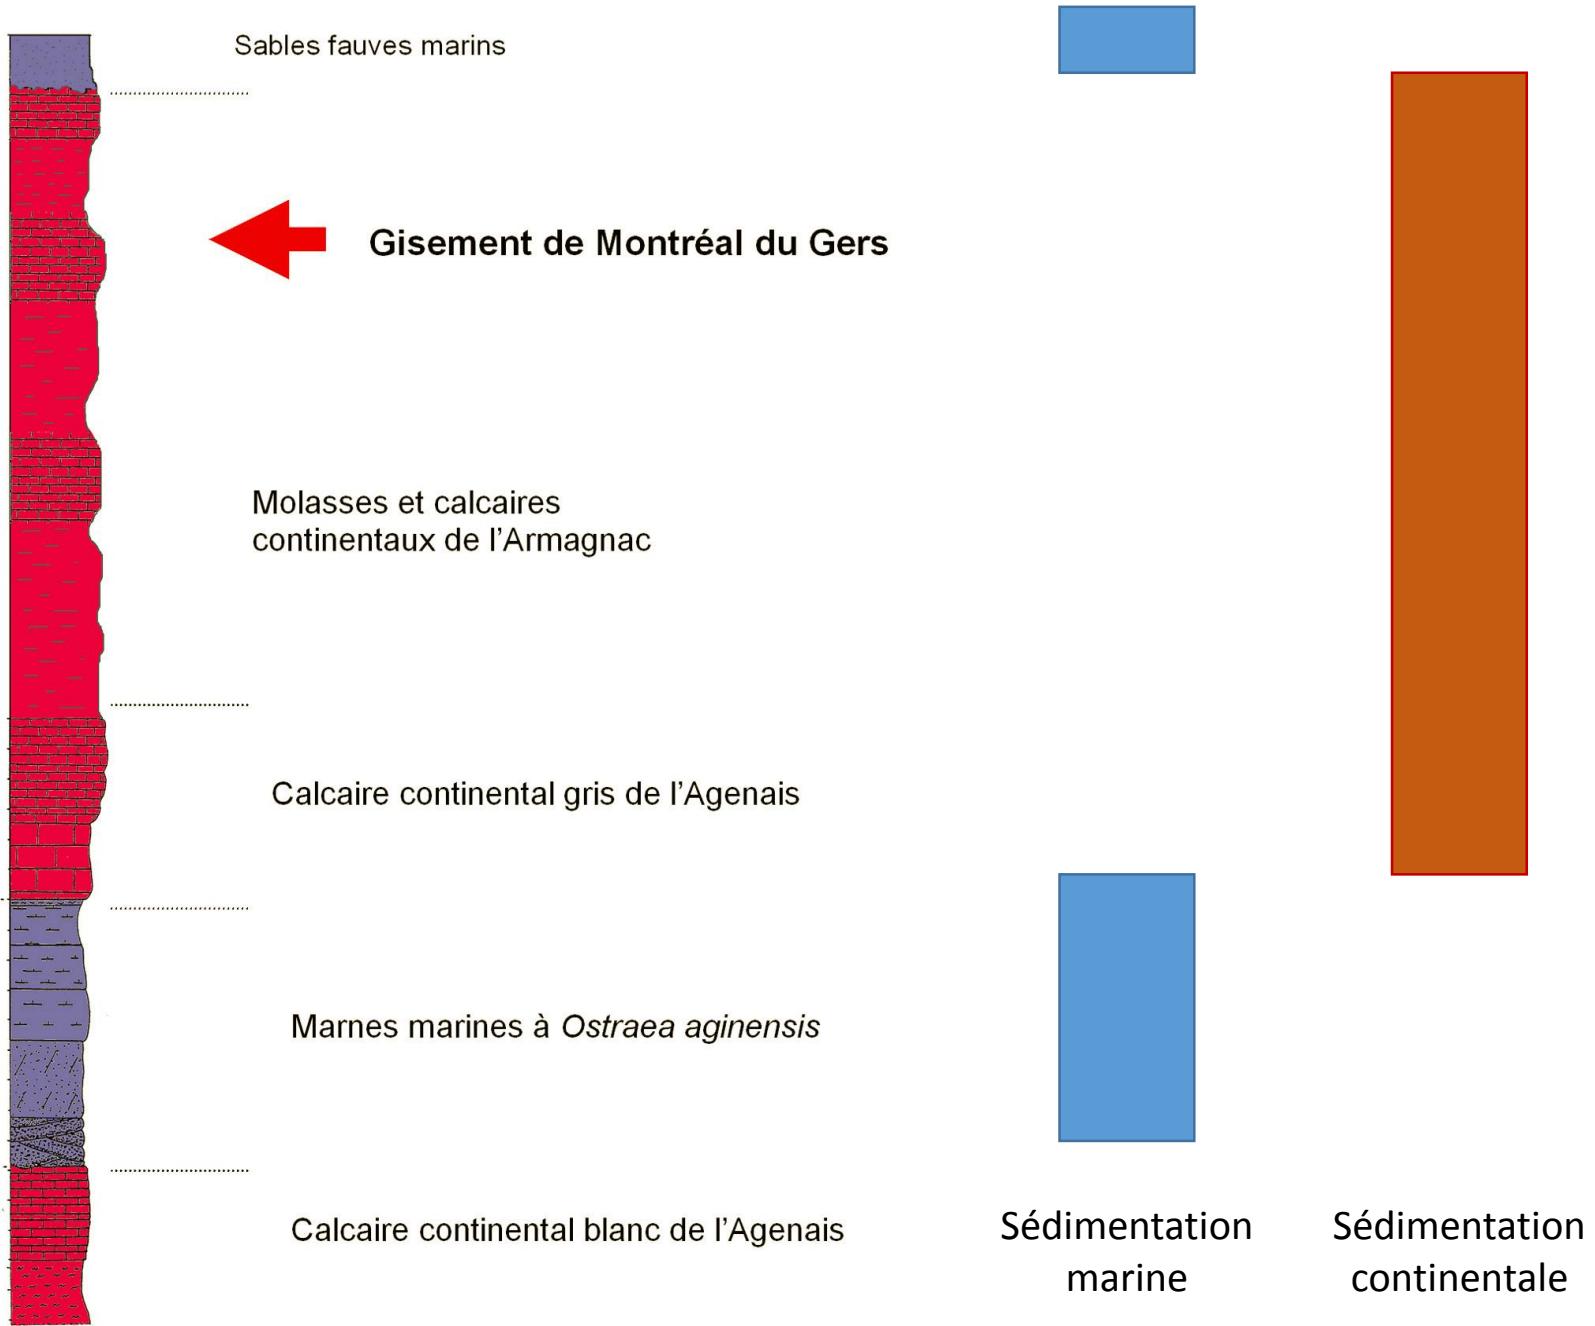 Sables fauves marins
Gisement de Montréal du Gers
Molasses et calcaires
continentaux de l'Armagnac
Calcaire continental gris de l'Agenais
Marnes marines à Ostraea aginensis
Calcaire continental blanc de l'Agenais
Sédimentation
marine
Sédimentation
continentale